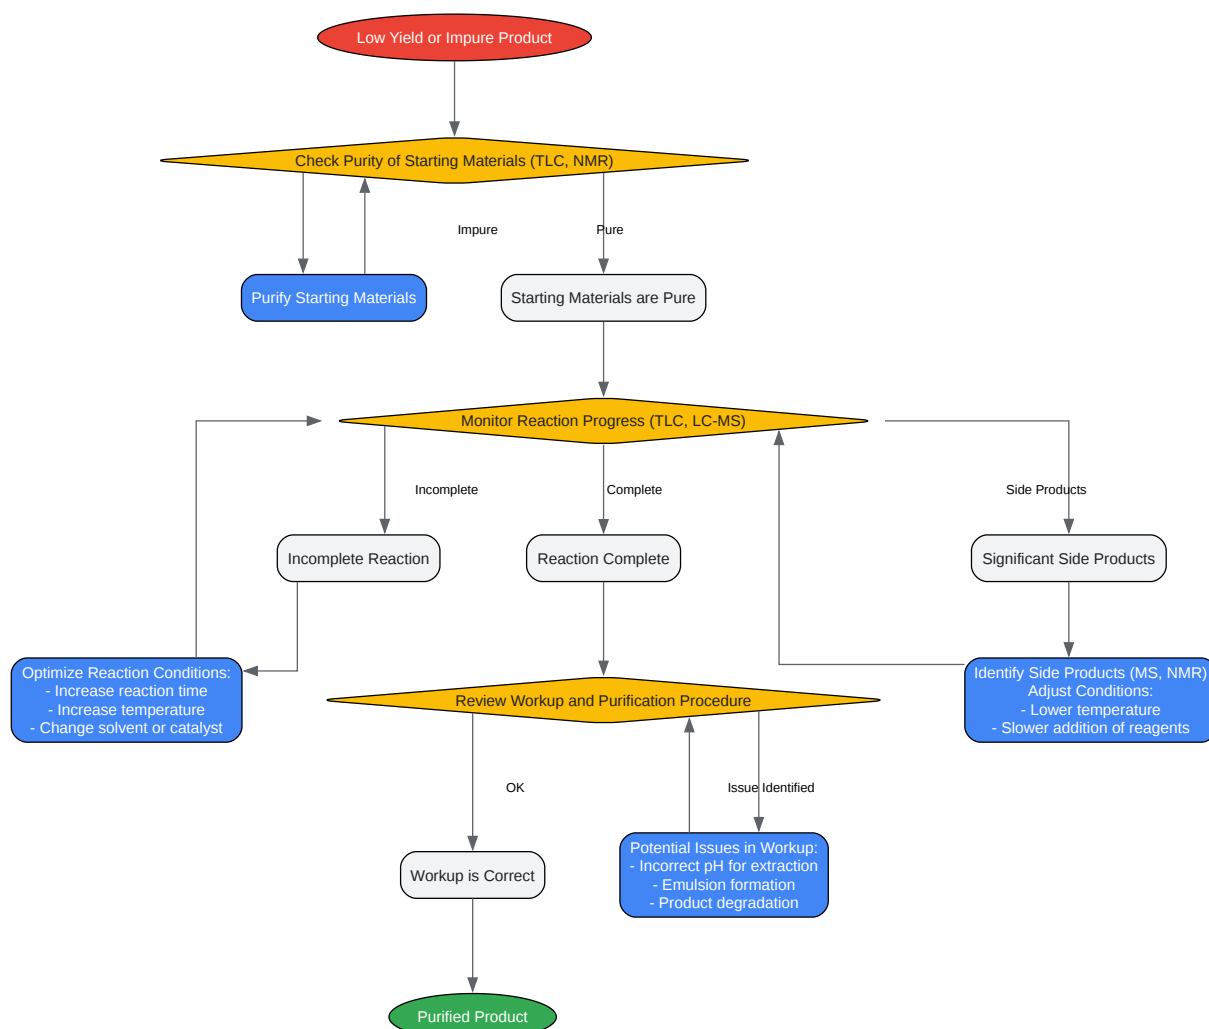 Low Yield or Impure Product
Check Purity of Starting Materials (TLC, NMR)
Impure
Pure
Purify Starting Materials
Starting Materials are Pure
Monitor Reaction Progress (TLC, LC-MS)
Incomplete
Complete
Side Products
Incomplete Reaction
Reaction Complete
Significant Side Products
Optimize Reaction Conditions:
- Increase reaction time
- Increase temperature
- Change solvent or catalyst
Review Workup and Purification Procedure
Identify Side Products (MS, NMR)
Adjust Conditions:
- Lower temperature
- Slower addition of reagents
OK
Issue Identified
Workup is Correct
Potential Issues in Workup:
- Incorrect pH for extraction
- Emulsion formation
- Product degradation
Purified Product